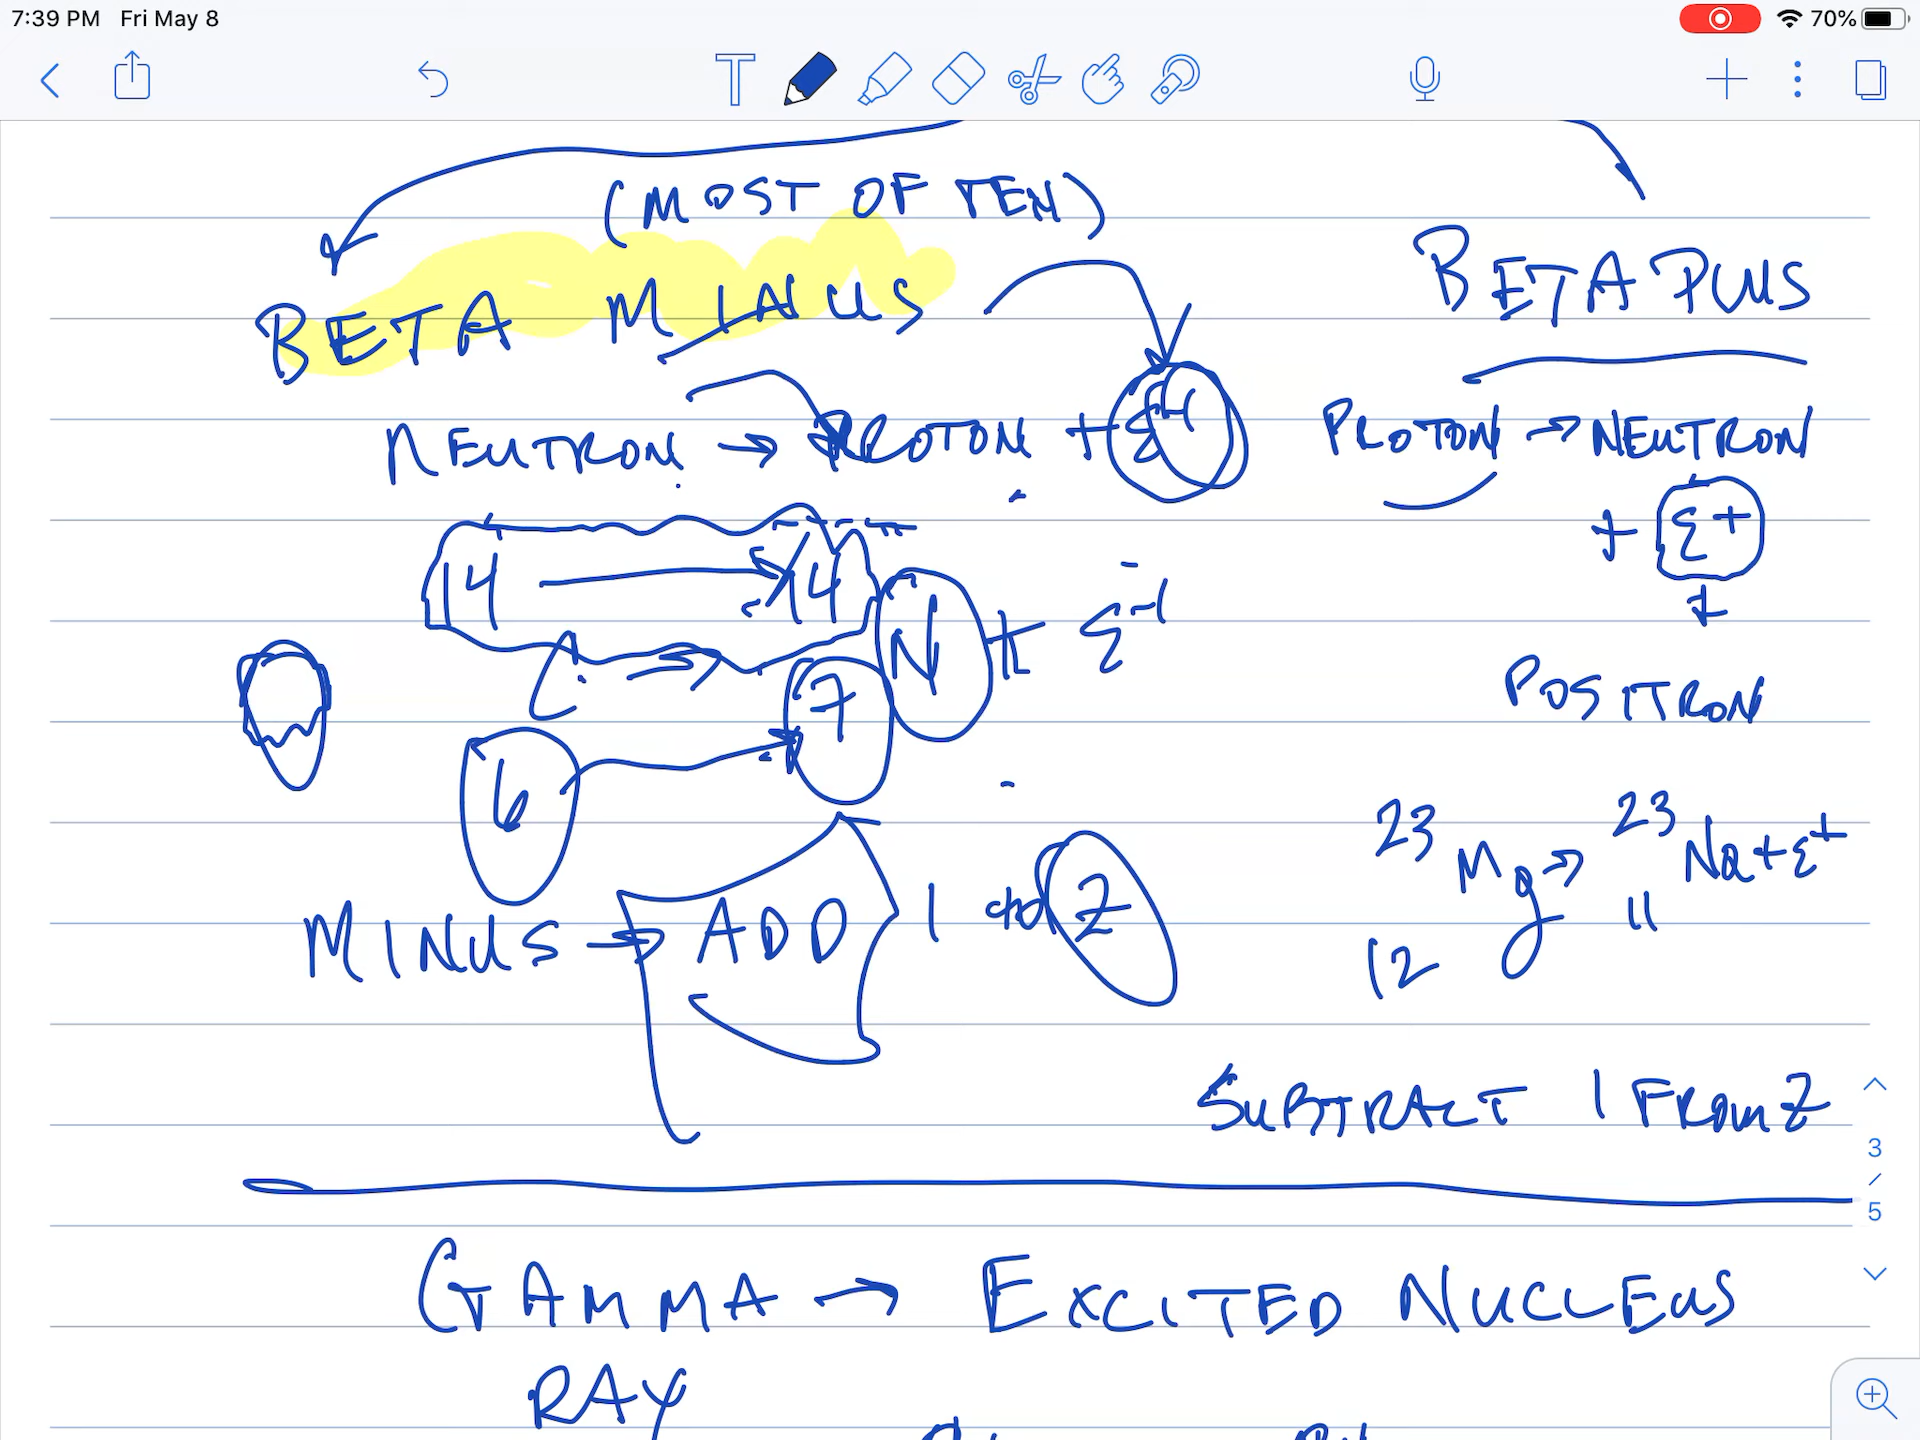 7:39 PM Fri May 8
70%
(MOST OFTEN)
BETA MINUS
BETA PLUS
NEUTRON → PROTON + ε-1
PROTON → NEUTRON
+ ε+
+
14 14
C → N + ε-1
6 7
POSITRON
23 23
Mg → Na + ε+
12 11
MINUS → ADD 1 to Z
SUBTRACT 1 FROM Z
3
/
5
GAMMA → EXCITED NUCLEUS
RAY